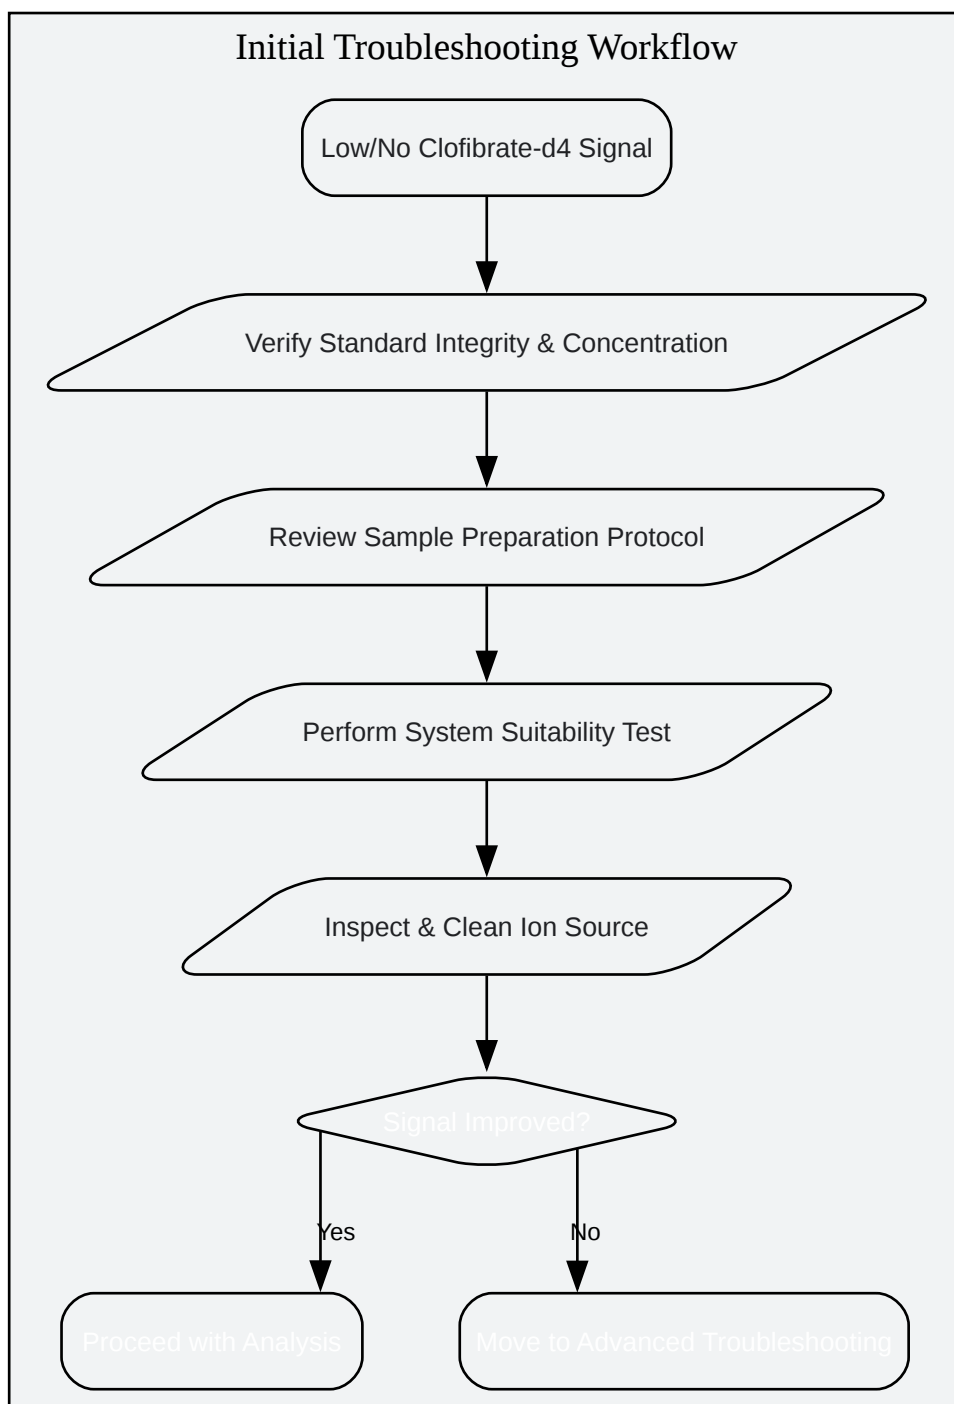 Initial Troubleshooting Workflow
Low/No Clofibrate-d4 Signal
Verify Standard Integrity & Concentration
Review Sample Preparation Protocol
Perform System Suitability Test
Inspect & Clean Ion Source
Signal Improved?
Yes
No
Proceed with Analysis
Move to Advanced Troubleshooting